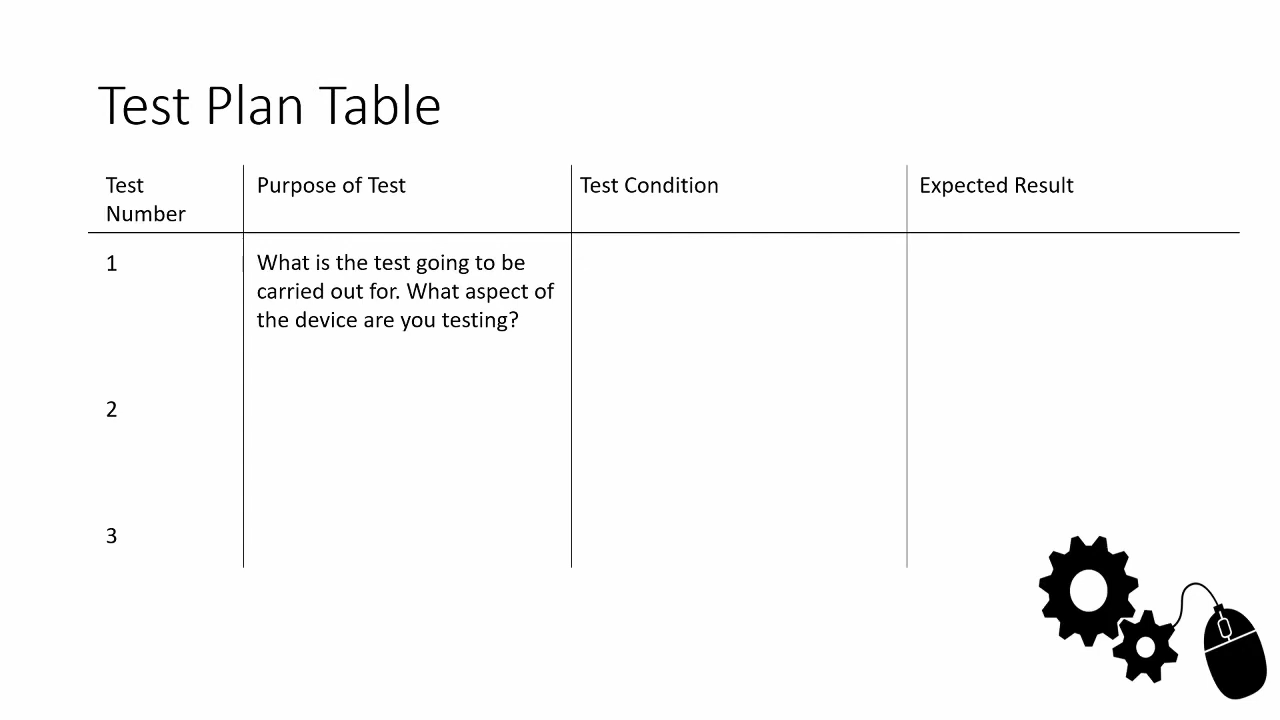 Test Plan Table
Test
Number
Purpose of Test
Test Condition
Expected Result
1
What is the test going to be
carried out for. What aspect of
the device are you testing?
2
3